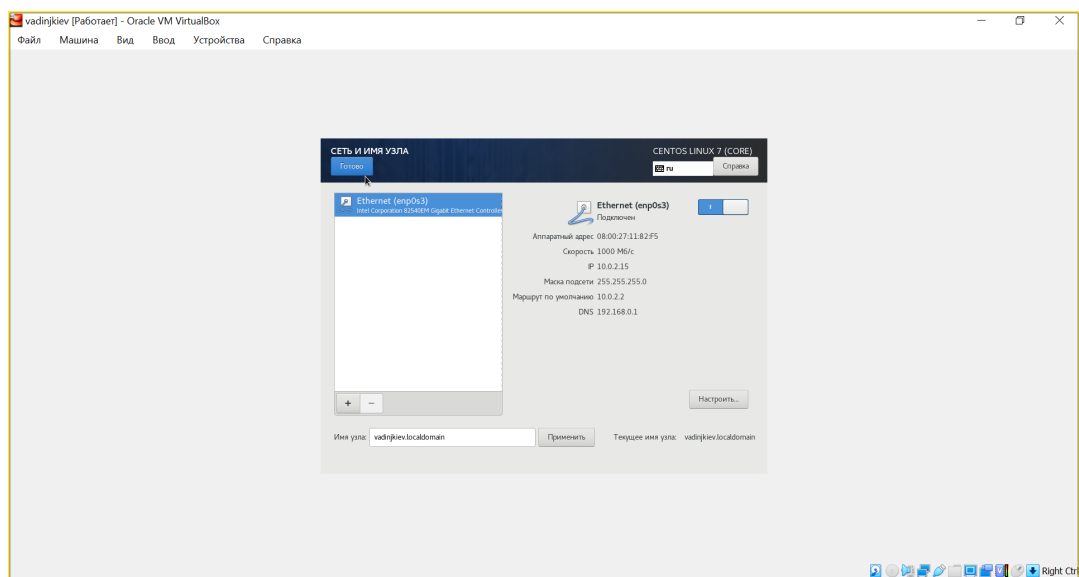 vadinjkiev [Работает] - Oracle VM VirtualBox
Файл Машина Вид Ввод Устройства Справка
СЕТЬ И ИМЯ УЗЛА
CENTOS LINUX 7 (CORE)
Готово
ru
Справка
Ethernet (enp0s3)
Intel Corporation 82540EM Gigabit Ethernet Controller
Ethernet (enp0s3)
Подключен
Аппаратный адрес 08:00:27:11:82:F5
Скорость 1000 Мб/с
IP 10.0.2.15
Маска подсети 255.255.255.0
Маршрут по умолчанию 10.0.2.2
DNS 192.168.0.1
+ −
Настроить...
Имя узла: vadinjkiev.localdomain Применить Текущее имя узла: vadinjkiev.localdomain
Right Ctrl